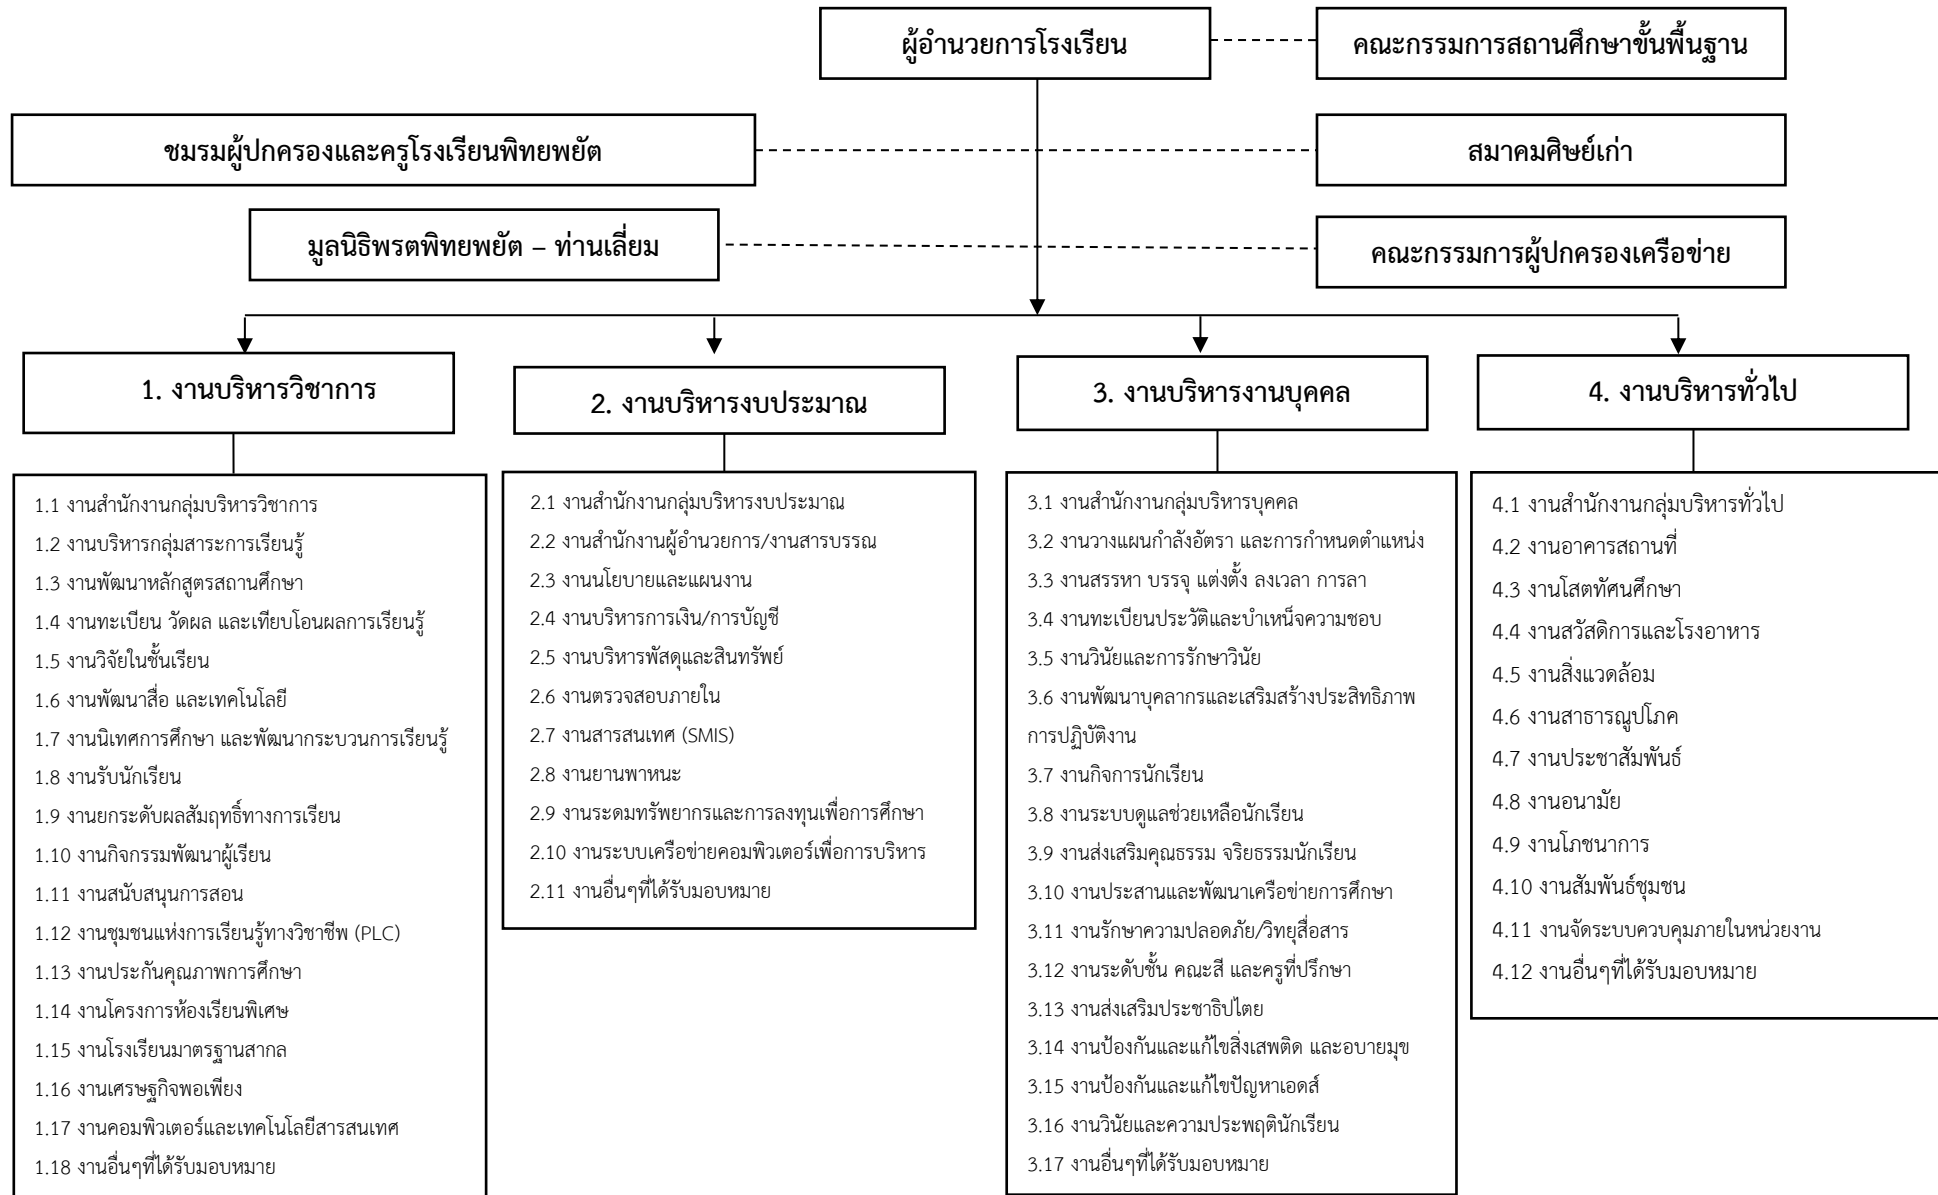 ผู้อำนวยการโรงเรียน
คณะกรรมการสถานศึกษาขั้นพื้นฐาน
ชมรมผู้ปกครองและครูโรงเรียนพิทยพยัต
สมาคมศิษย์เก่า
มูลนิธิพรตพิทยพยัต – ท่านเลี่ยม
คณะกรรมการผู้ปกครองเครือข่าย
1. งานบริหารวิชาการ
1.1 งานสำนักงานกลุ่มบริหารวิชาการ
1.2 งานบริหารกลุ่มสาระการเรียนรู้
1.3 งานพัฒนาหลักสูตรสถานศึกษา
1.4 งานทะเบียน วัดผล และเทียบโอนผลการเรียนรู้
1.5 งานวิจัยในชั้นเรียน
1.6 งานพัฒนาสื่อ และเทคโนโลยี
1.7 งานนิเทศการศึกษา และพัฒนากระบวนการเรียนรู้
1.8 งานรับนักเรียน
1.9 งานยกระดับผลสัมฤทธิ์ทางการเรียน
1.10 งานกิจกรรมพัฒนาผู้เรียน
1.11 งานสนับสนุนการสอน
1.12 งานชุมชนแห่งการเรียนรู้ทางวิชาชีพ (PLC)
1.13 งานประกันคุณภาพการศึกษา
1.14 งานโครงการห้องเรียนพิเศษ
1.15 งานโรงเรียนมาตรฐานสากล
1.16 งานเศรษฐกิจพอเพียง
1.17 งานคอมพิวเตอร์และเทคโนโลยีสารสนเทศ
1.18 งานอื่นๆที่ได้รับมอบหมาย
2. งานบริหารงบประมาณ
2.1 งานสำนักงานกลุ่มบริหารงบประมาณ
2.2 งานสำนักงานผู้อำนวยการ/งานสารบรรณ
2.3 งานนโยบายและแผนงาน
2.4 งานบริหารการเงิน/การบัญชี
2.5 งานบริหารพัสดุและสินทรัพย์
2.6 งานตรวจสอบภายใน
2.7 งานสารสนเทศ (SMIS)
2.8 งานยานพาหนะ
2.9 งานระดมทรัพยากรและการลงทุนเพื่อการศึกษา
2.10 งานระบบเครือข่ายคอมพิวเตอร์เพื่อการบริหาร
2.11 งานอื่นๆที่ได้รับมอบหมาย
3. งานบริหารงานบุคคล
3.1 งานสำนักงานกลุ่มบริหารบุคคล
3.2 งานวางแผนกำลังอัตรา และการกำหนดตำแหน่ง
3.3 งานสรรหา บรรจุ แต่งตั้ง ลงเวลา การลา
3.4 งานทะเบียนประวัติและบำเหน็จความชอบ
3.5 งานวินัยและการรักษาวินัย
3.6 งานพัฒนาบุคลากรและเสริมสร้างประสิทธิภาพ
การปฏิบัติงาน
3.7 งานกิจการนักเรียน
3.8 งานระบบดูแลช่วยเหลือนักเรียน
3.9 งานส่งเสริมคุณธรรม จริยธรรมนักเรียน
3.10 งานประสานและพัฒนาเครือข่ายการศึกษา
3.11 งานรักษาความปลอดภัย/วิทยุสื่อสาร
3.12 งานระดับชั้น คณะสี และครูที่ปรึกษา
3.13 งานส่งเสริมประชาธิปไตย
3.14 งานป้องกันและแก้ไขสิ่งเสพติด และอบายมุข
3.15 งานป้องกันและแก้ไขปัญหาเอดส์
3.16 งานวินัยและความประพฤตินักเรียน
3.17 งานอื่นๆที่ได้รับมอบหมาย
4. งานบริหารทั่วไป
4.1 งานสำนักงานกลุ่มบริหารทั่วไป
4.2 งานอาคารสถานที่
4.3 งานโสตทัศนศึกษา
4.4 งานสวัสดิการและโรงอาหาร
4.5 งานสิ่งแวดล้อม
4.6 งานสาธารณูปโภค
4.7 งานประชาสัมพันธ์
4.8 งานอนามัย
4.9 งานโภชนาการ
4.10 งานสัมพันธ์ชุมชน
4.11 งานจัดระบบควบคุมภายในหน่วยงาน
4.12 งานอื่นๆที่ได้รับมอบหมาย